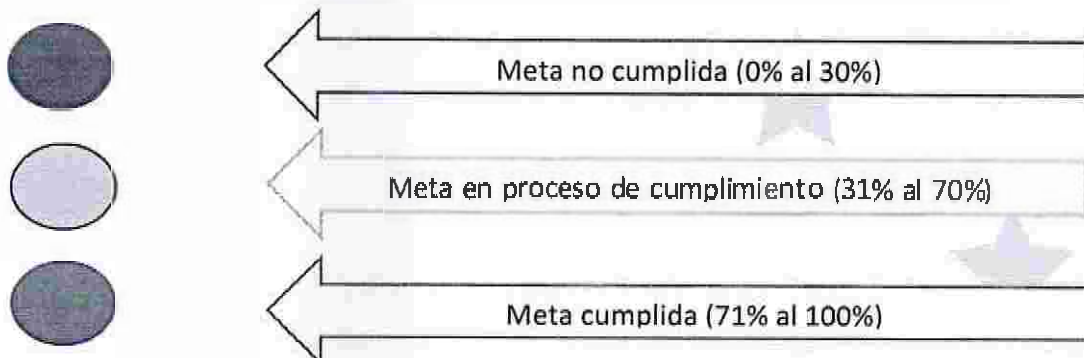 Meta no cumplida (0% al 30%)
Meta en proceso de cumplimiento (31% al 70%)
Meta cumplida (71% al 100%)